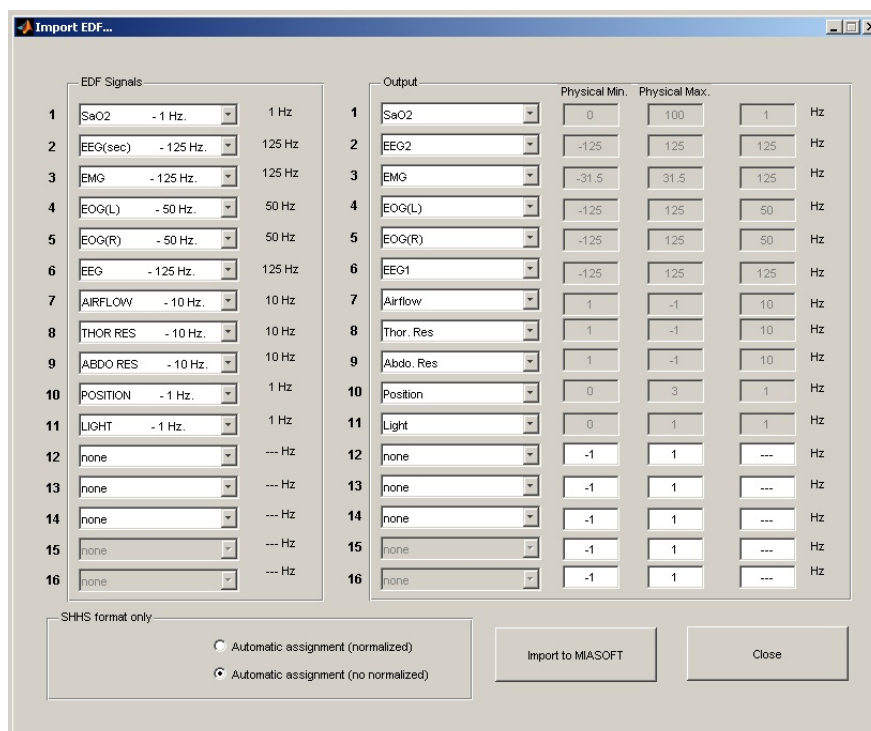 Import EDF...
EDF Signals Output
Physical Min. Physical Max.
1 SaO2 - 1 Hz. 1 Hz 1 SaO2 0 100 1 Hz
2 EEG(sec) - 125 Hz. 125 Hz 2 EEG2 -125 125 125 Hz
3 EMG - 125 Hz. 125 Hz 3 EMG -31.5 31.5 125 Hz
4 EOG(L) - 50 Hz. 50 Hz 4 EOG(L) -125 125 50 Hz
5 EOG(R) - 50 Hz. 50 Hz 5 EOG(R) -125 125 50 Hz
6 EEG - 125 Hz. 125 Hz 6 EEG1 -125 125 125 Hz
7 AIRFLOW - 10 Hz. 10 Hz 7 Airflow 1 -1 10 Hz
8 THOR RES - 10 Hz. 10 Hz 8 Thor. Res 1 -1 10 Hz
9 ABDO RES - 10 Hz. 10 Hz 9 Abdo. Res 1 -1 10 Hz
10 POSITION - 1 Hz. 1 Hz 10 Position 0 3 1 Hz
11 LIGHT - 1 Hz. 1 Hz 11 Light 0 1 1 Hz
12 none --- Hz 12 none -1 1 --- Hz
13 none --- Hz 13 none -1 1 --- Hz
14 none --- Hz 14 none -1 1 --- Hz
15 none --- Hz 15 none -1 1 --- Hz
16 none --- Hz 16 none -1 1 --- Hz
SHHS format only
Automatic assignment (normalized)
Automatic assignment (no normalized)
Import to MIASOFT Close